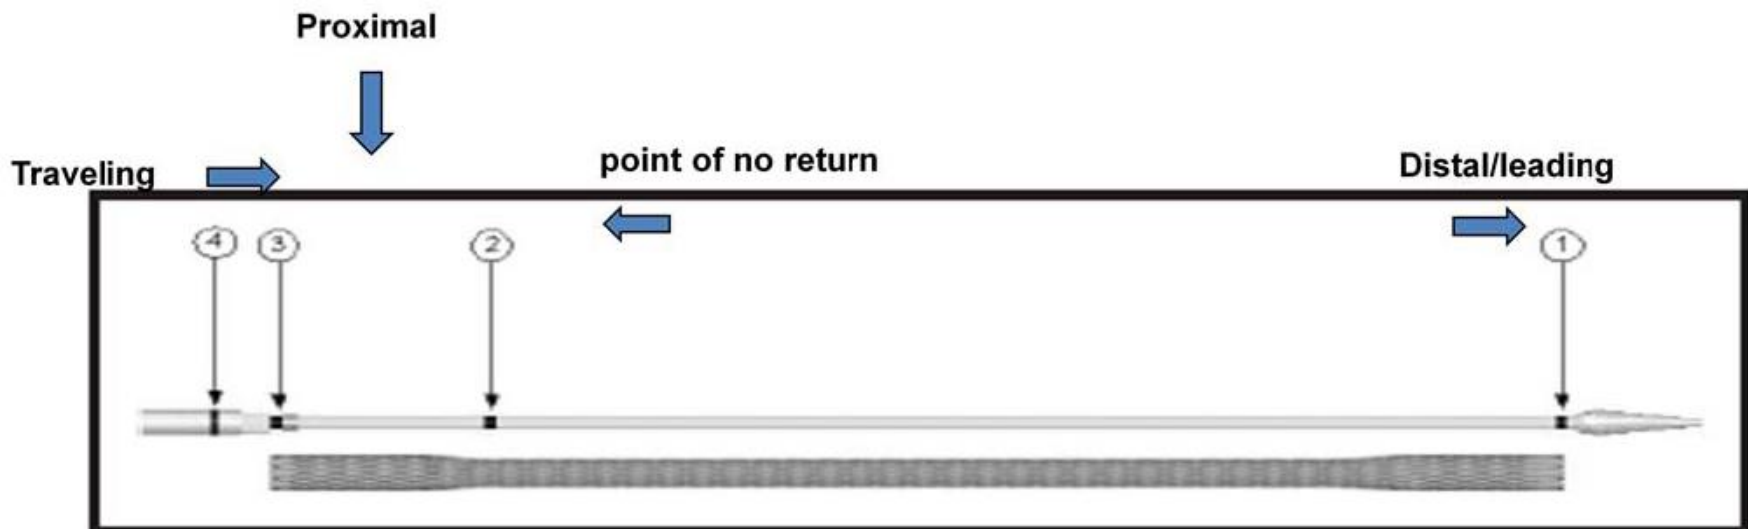 Proximal
Traveling
point of no return
Distal/leading
4 3 2 1